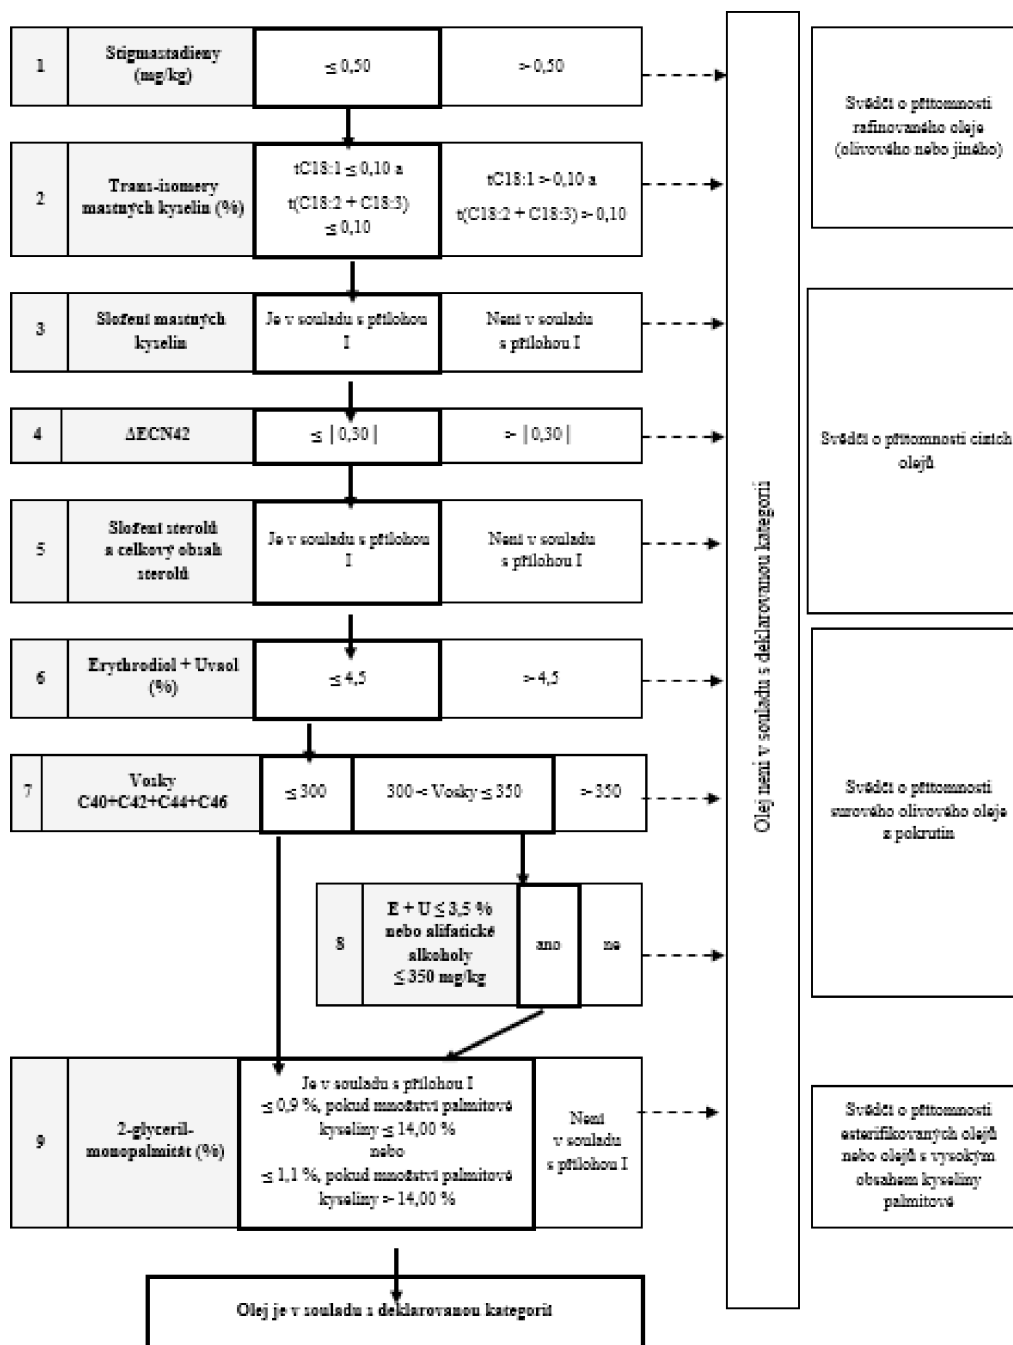 1
Stigmastadieny
(mg/kg)
≤ 0,50
> 0,50
Svědčí o přítomnosti
rafinovaného oleje
(olivového nebo jiného)
2
Trans-isomery
mastných kyselin (%)
tC18:1 ≤ 0,10 a
t(C18:2 + C18:3)
≤ 0,10
tC18:1 > 0,10 a
t(C18:2 + C18:3) > 0,10
3
Složení mastných
kyselin
Je v souladu s přílohou
I
Není v souladu
s přílohou I
4
ΔECN42
≤ | 0,30 |
> | 0,30 |
Svědčí o přítomnosti cizích
olejů
5
Složení sterolů
a celkový obsah
sterolů
Je v souladu s přílohou
I
Není v souladu
s přílohou I
Olej není v souladu s deklarovanou kategorií
6
Erythrodiol + Uvaol
(%)
≤ 4,5
> 4,5
7
Vosky
C40+C42+C44+C46
≤ 300
300 < Vosky ≤ 350
> 350
Svědčí o přítomnosti
surového olivového oleje
z pokrutin
8
E + U ≤ 3,5 %
nebo alifatické
alkoholy
≤ 350 mg/kg
ano
ne
9
2-glyceril-
monopalmitát (%)
Je v souladu s přílohou I
≤ 0,9 %, pokud množství palmitové
kyseliny ≤ 14,00 %
nebo
≤ 1,1 %, pokud množství palmitové
kyseliny > 14,00 %
Není
v souladu
s přílohou I
Svědčí o přítomnosti
esterifikovaných olejů
nebo olejů s vysokým
obsahem kyseliny
palmitové
Olej je v souladu s deklarovanou kategorií